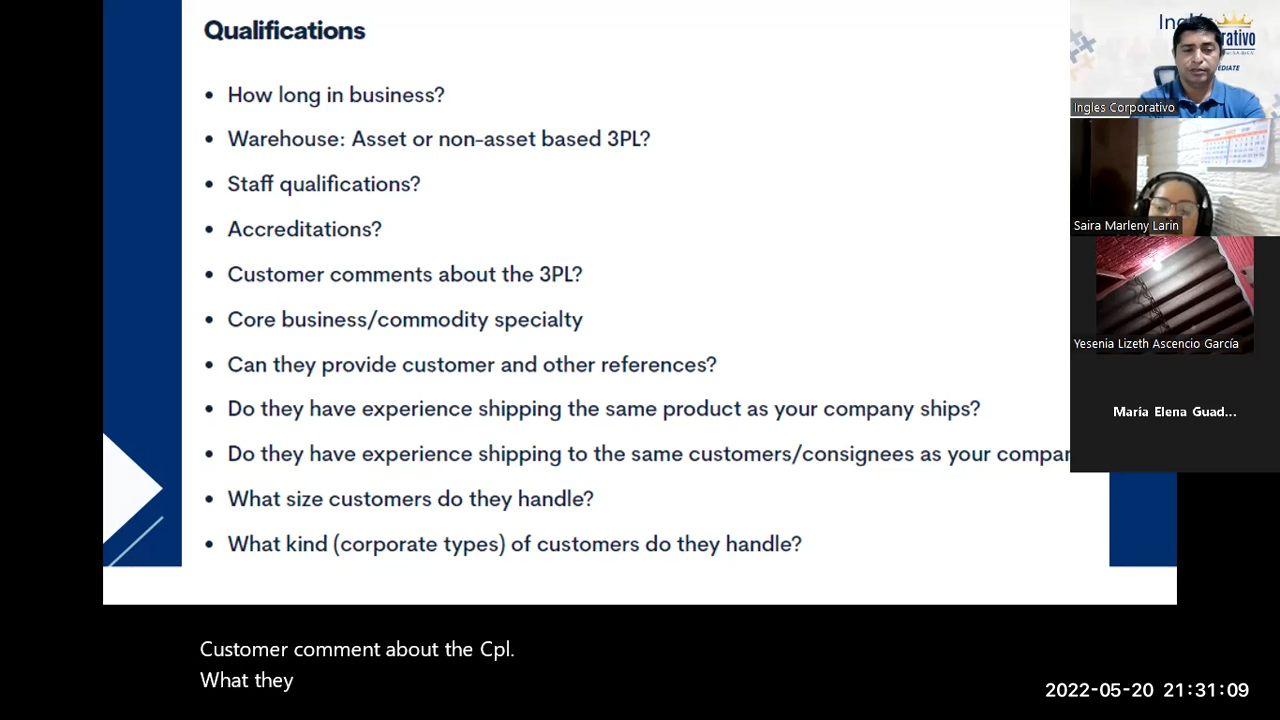 Qualifications
• How long in business?
• Warehouse: Asset or non-asset based 3PL?
• Staff qualifications?
• Accreditations?
• Customer comments about the 3PL?
• Core business/commodity specialty
• Can they provide customer and other references?
• Do they have experience shipping the same product as your company ships?
• Do they have experience shipping to the same customers/consignees as your compan
• What size customers do they handle?
• What kind (corporate types) of customers do they handle?
Ingles Corporativo
Saira Marleny Larin
Yesenia Lizeth Ascencio García
María Elena Guad...
Customer comment about the Cpl.
What they
2022-05-20 21:31:09